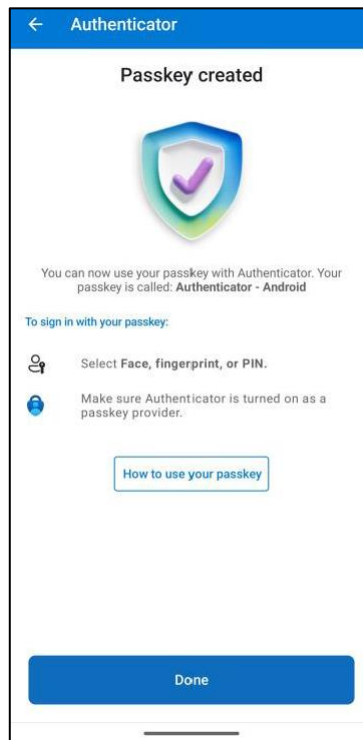 Authenticator
Passkey created
You can now use your passkey with Authenticator. Your
passkey is called: Authenticator - Android
To sign in with your passkey:
Select Face, fingerprint, or PIN.
Make sure Authenticator is turned on as a
passkey provider.
How to use your passkey
Done